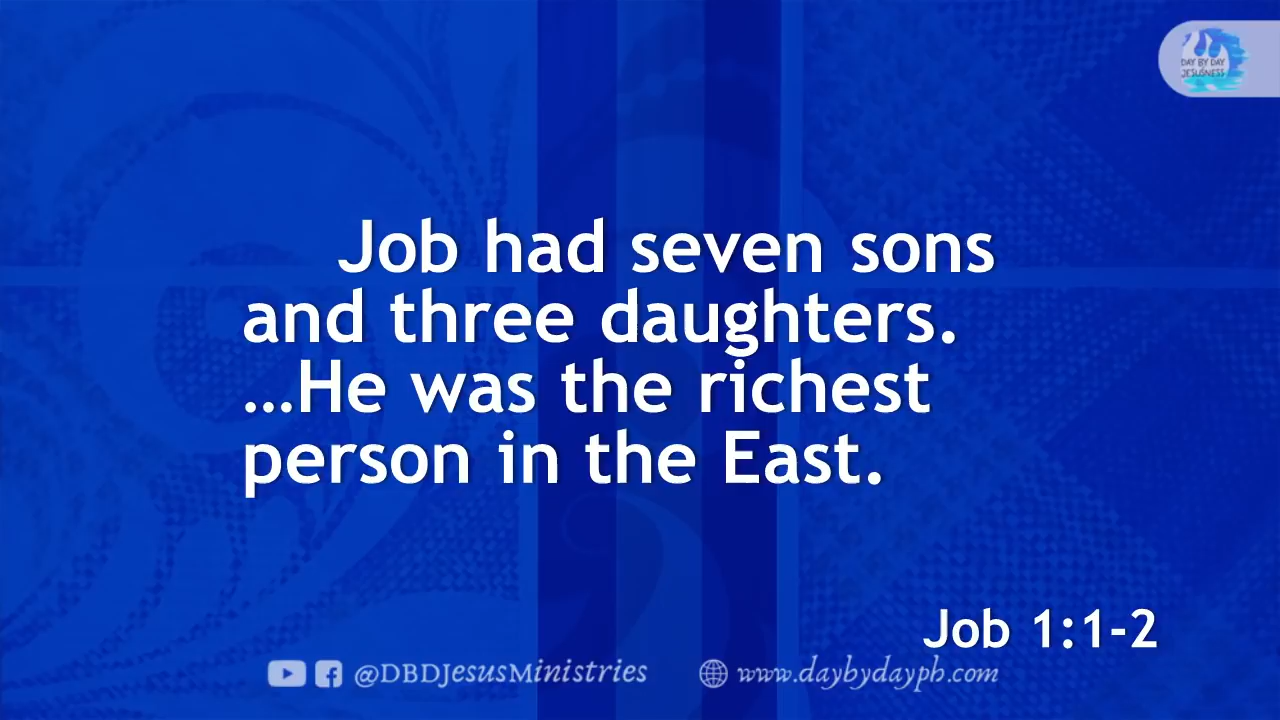 DAY BY DAY
JESUSNESS
Job had seven sons
and three daughters.
...He was the richest
person in the East.
Job 1:1-2
@DBDJesusMinistries
www.daybydayph.com